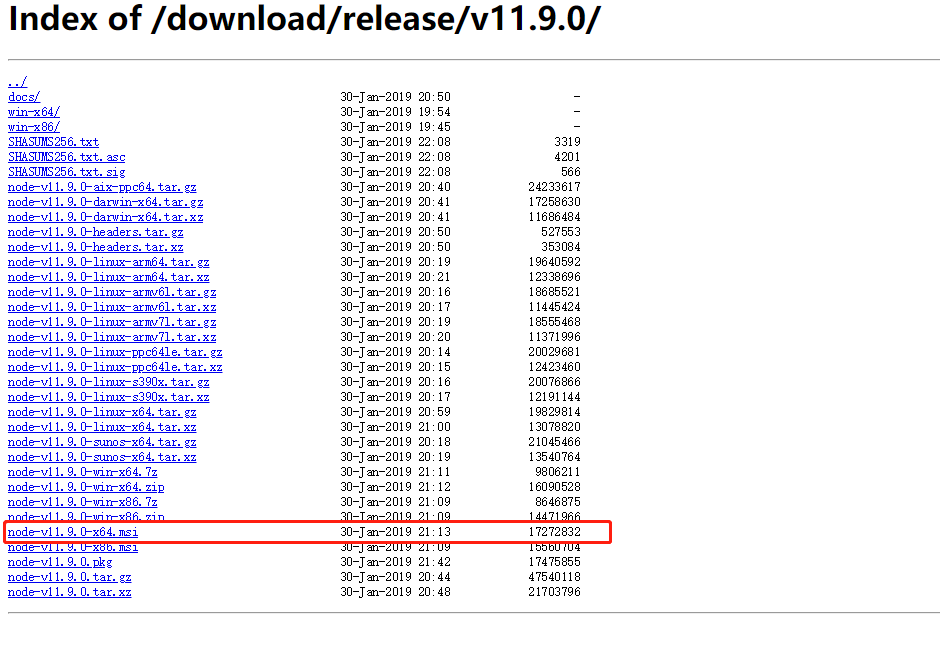 Index of /download/release/v11.9.0/
../
docs/ 30-Jan-2019 20:50 -
win-x64/ 30-Jan-2019 19:54 -
win-x86/ 30-Jan-2019 19:45 -
SHASUMS256.txt 30-Jan-2019 22:08 3319
SHASUMS256.txt.asc 30-Jan-2019 22:08 4201
SHASUMS256.txt.sig 30-Jan-2019 22:08 566
node-v11.9.0-aix-ppc64.tar.gz 30-Jan-2019 20:40 24233617
node-v11.9.0-darwin-x64.tar.gz 30-Jan-2019 20:41 17258630
node-v11.9.0-darwin-x64.tar.xz 30-Jan-2019 20:41 11686484
node-v11.9.0-headers.tar.gz 30-Jan-2019 20:50 527553
node-v11.9.0-headers.tar.xz 30-Jan-2019 20:50 353084
node-v11.9.0-linux-arm64.tar.gz 30-Jan-2019 20:19 19640592
node-v11.9.0-linux-arm64.tar.xz 30-Jan-2019 20:21 12338696
node-v11.9.0-linux-armv6l.tar.gz 30-Jan-2019 20:16 18685521
node-v11.9.0-linux-armv6l.tar.xz 30-Jan-2019 20:17 11445424
node-v11.9.0-linux-armv7l.tar.gz 30-Jan-2019 20:19 18555468
node-v11.9.0-linux-armv7l.tar.xz 30-Jan-2019 20:20 11371996
node-v11.9.0-linux-ppc64le.tar.gz 30-Jan-2019 20:14 20029681
node-v11.9.0-linux-ppc64le.tar.xz 30-Jan-2019 20:15 12423460
node-v11.9.0-linux-s390x.tar.gz 30-Jan-2019 20:16 20076866
node-v11.9.0-linux-s390x.tar.xz 30-Jan-2019 20:17 12191144
node-v11.9.0-linux-x64.tar.gz 30-Jan-2019 20:59 19829814
node-v11.9.0-linux-x64.tar.xz 30-Jan-2019 21:00 13078820
node-v11.9.0-sunos-x64.tar.gz 30-Jan-2019 20:18 21045466
node-v11.9.0-sunos-x64.tar.xz 30-Jan-2019 20:19 13540764
node-v11.9.0-win-x64.7z 30-Jan-2019 21:11 9806211
node-v11.9.0-win-x64.zip 30-Jan-2019 21:12 16090528
node-v11.9.0-win-x86.7z 30-Jan-2019 21:09 8646875
node-v11.9.0-win-x86.zip 30-Jan-2019 21:09 14471966
node-v11.9.0-x64.msi 30-Jan-2019 21:13 17272832
node-v11.9.0-x86.msi 30-Jan-2019 21:09 15560704
node-v11.9.0.pkg 30-Jan-2019 21:42 17475855
node-v11.9.0.tar.gz 30-Jan-2019 20:44 47540118
node-v11.9.0.tar.xz 30-Jan-2019 20:48 21703796